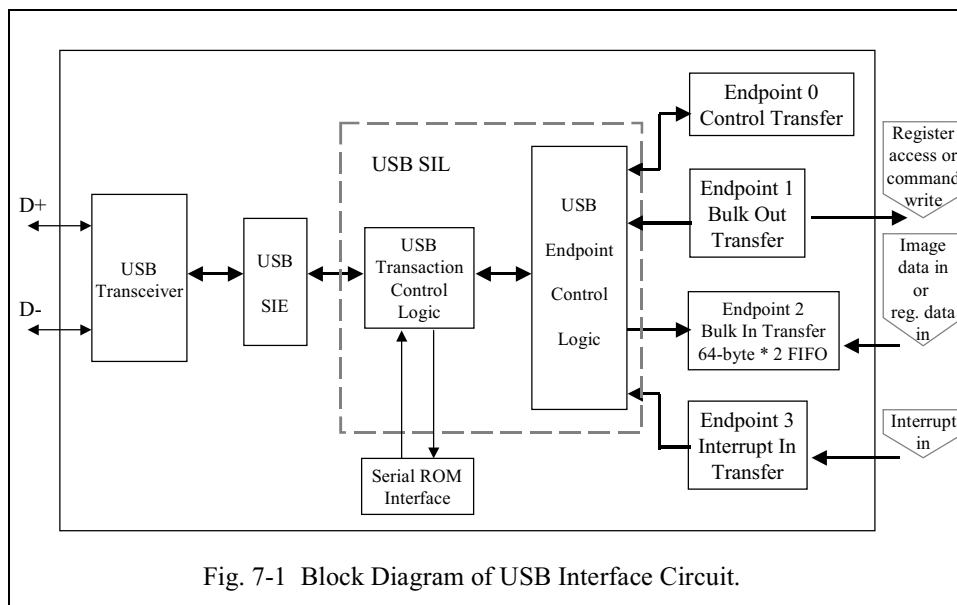 Endpoint 0
Control Transfer
Register
access or
command
write
USB SIL
D+
D-
USB
Transceiver
USB
SIE
USB
Transaction
Control
Logic
USB
Endpoint
Control
Logic
Endpoint 1
Bulk Out
Transfer
Image
data in
or
reg. data
in
Endpoint 2
Bulk In Transfer
64-byte * 2 FIFO
Endpoint 3
Interrupt In
Transfer
Interrupt
in
Serial ROM
Interface
Fig. 7-1 Block Diagram of USB Interface Circuit.